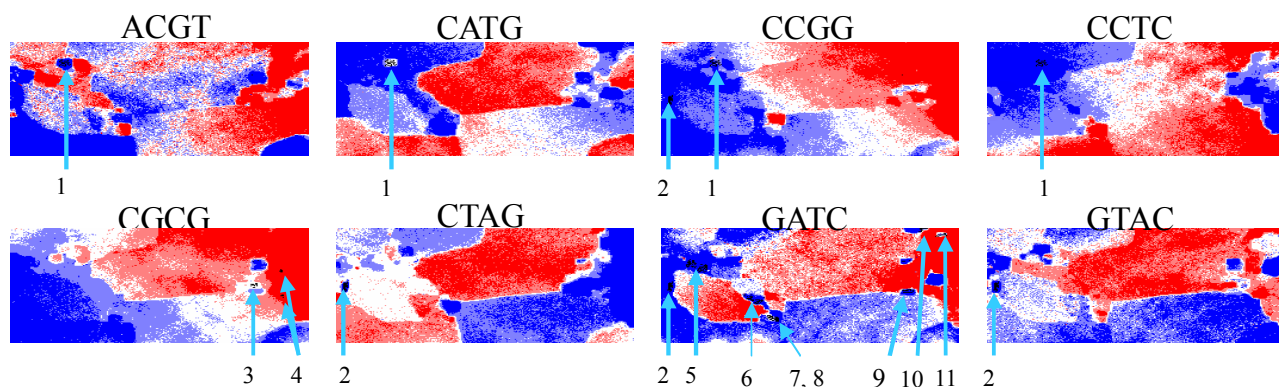 ACGT CATG CCGG CCTC
1 1 2 1 1
CGCG CTAG GATC GTAC
3 4 2 2 5 6 7, 8 9 10 11 2